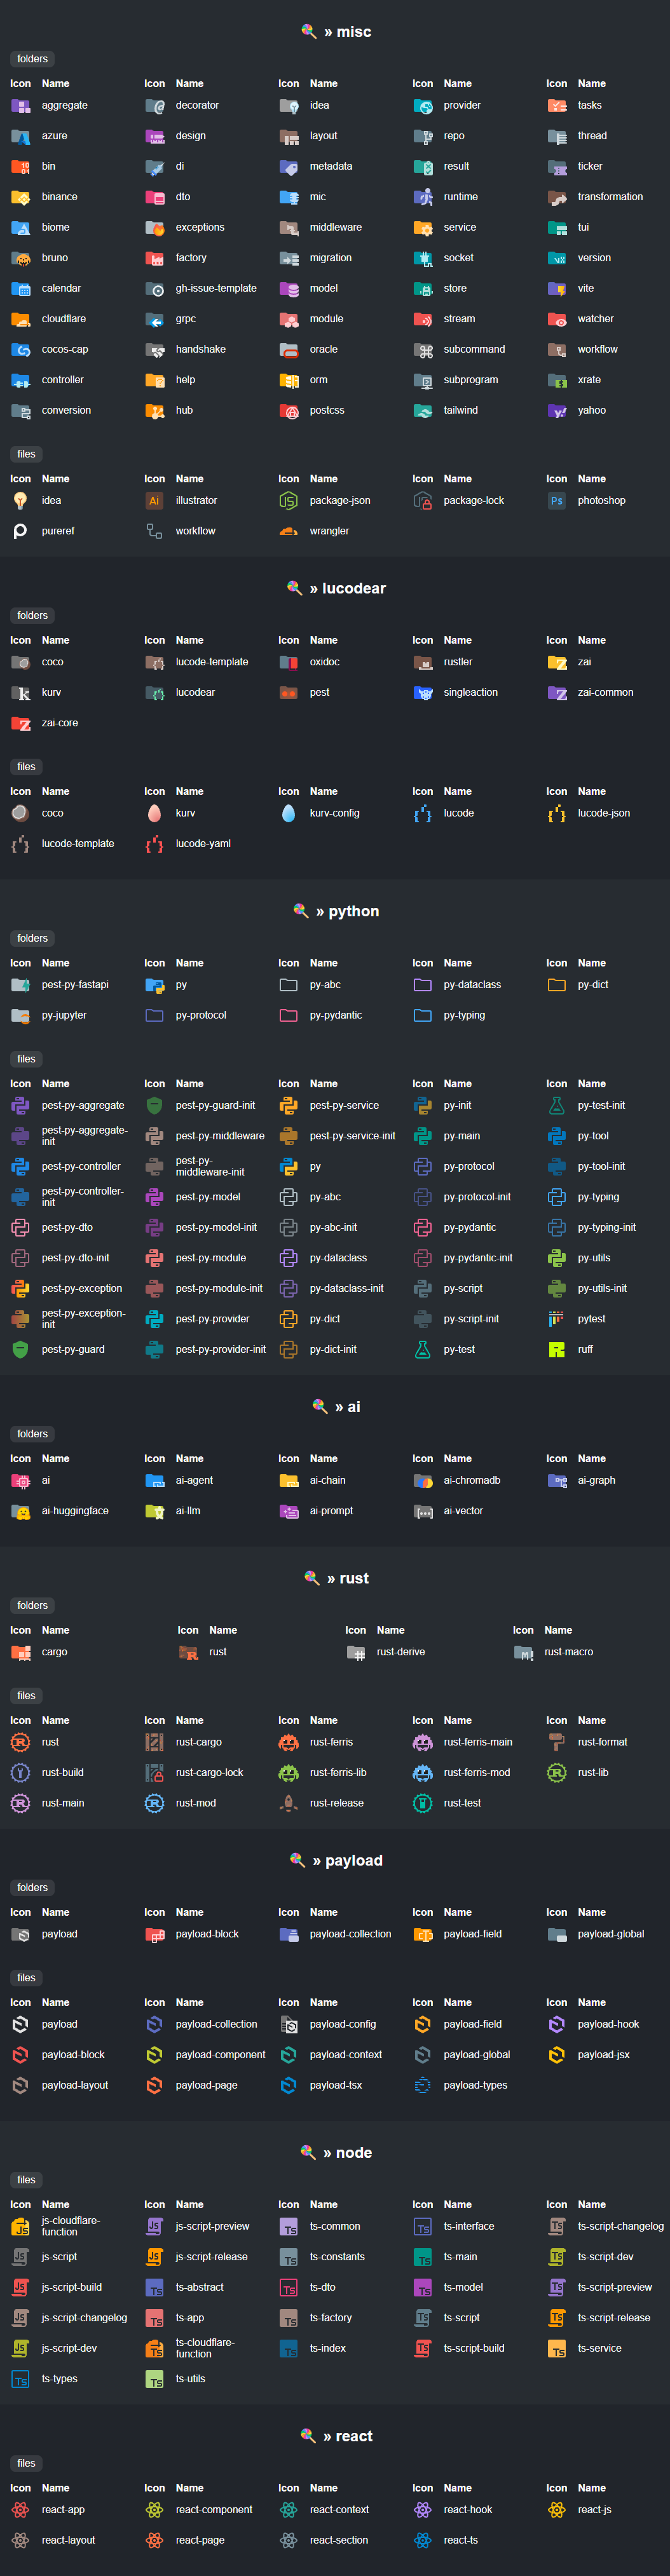 » misc
folders
Icon Name Icon Name Icon Name Icon Name Icon Name
aggregate decorator idea provider tasks
azure design layout repo thread
bin di metadata result ticker
binance dto mic runtime transformation
biome exceptions middleware service tui
bruno factory migration socket version
calendar gh-issue-template model store vite
cloudflare grpc module stream watcher
cocos-cap handshake oracle subcommand workflow
controller help orm subprogram xrate
conversion hub postcss tailwind yahoo
files
Icon Name Icon Name Icon Name Icon Name Icon Name
idea illustrator package-json package-lock photoshop
pureref workflow wrangler
» lucodear
folders
Icon Name Icon Name Icon Name Icon Name Icon Name
coco lucode-template oxidoc rustler zai
kurv lucodear pest singleaction zai-common
zai-core
files
Icon Name Icon Name Icon Name Icon Name Icon Name
coco kurv kurv-config lucode lucode-json
lucode-template lucode-yaml
» python
folders
Icon Name Icon Name Icon Name Icon Name Icon Name
pest-py-fastapi py py-abc py-dataclass py-dict
py-jupyter py-protocol py-pydantic py-typing
files
Icon Name Icon Name Icon Name Icon Name Icon Name
pest-py-aggregate pest-py-guard-init pest-py-service py-init py-test-init
pest-py-aggregate-init pest-py-middleware pest-py-service-init py-main py-tool
pest-py-controller pest-py-middleware-init py py-protocol py-tool-init
pest-py-controller-init pest-py-model py-abc py-protocol-init py-typing
pest-py-dto pest-py-model-init py-abc-init py-pydantic py-typing-init
pest-py-dto-init pest-py-module py-dataclass py-pydantic-init py-utils
pest-py-exception pest-py-module-init py-dataclass-init py-script py-utils-init
pest-py-exception-init pest-py-provider py-dict py-script-init pytest
pest-py-guard pest-py-provider-init py-dict-init py-test ruff
» ai
folders
Icon Name Icon Name Icon Name Icon Name Icon Name
ai ai-agent ai-chain ai-chromadb ai-graph
ai-huggingface ai-llm ai-prompt ai-vector
» rust
folders
Icon Name Icon Name Icon Name Icon Name
cargo rust rust-derive rust-macro
files
Icon Name Icon Name Icon Name Icon Name Icon Name
rust rust-cargo rust-ferris rust-ferris-main rust-format
rust-build rust-cargo-lock rust-ferris-lib rust-ferris-mod rust-lib
rust-main rust-mod rust-release rust-test
» payload
folders
Icon Name Icon Name Icon Name Icon Name Icon Name
payload payload-block payload-collection payload-field payload-global
files
Icon Name Icon Name Icon Name Icon Name Icon Name
payload payload-collection payload-config payload-field payload-hook
payload-block payload-component payload-context payload-global payload-jsx
payload-layout payload-page payload-tsx payload-types
» node
files
Icon Name Icon Name Icon Name Icon Name Icon Name
js-cloudflare-function js-script-preview ts-common ts-interface ts-script-changelog
js-script js-script-release ts-constants ts-main ts-script-dev
js-script-build ts-abstract ts-dto ts-model ts-script-preview
js-script-changelog ts-app ts-factory ts-script ts-script-release
js-script-dev ts-cloudflare-function ts-index ts-script-build ts-service
ts-types ts-utils
» react
files
Icon Name Icon Name Icon Name Icon Name Icon Name
react-app react-component react-context react-hook react-js
react-layout react-page react-section react-ts